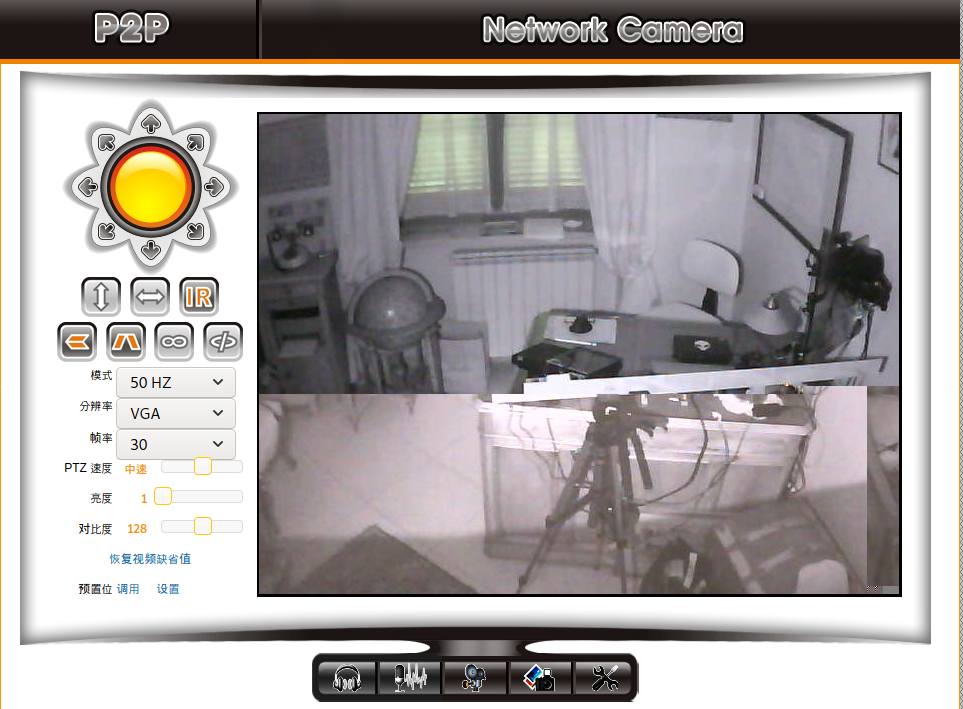 P2P
Network Camera
IR
模式 50 HZ
分辨率 VGA
帧率 30
PTZ 速度 中速
亮度 1
对比度 128
恢复视频缺省值
预置位 调用 设置